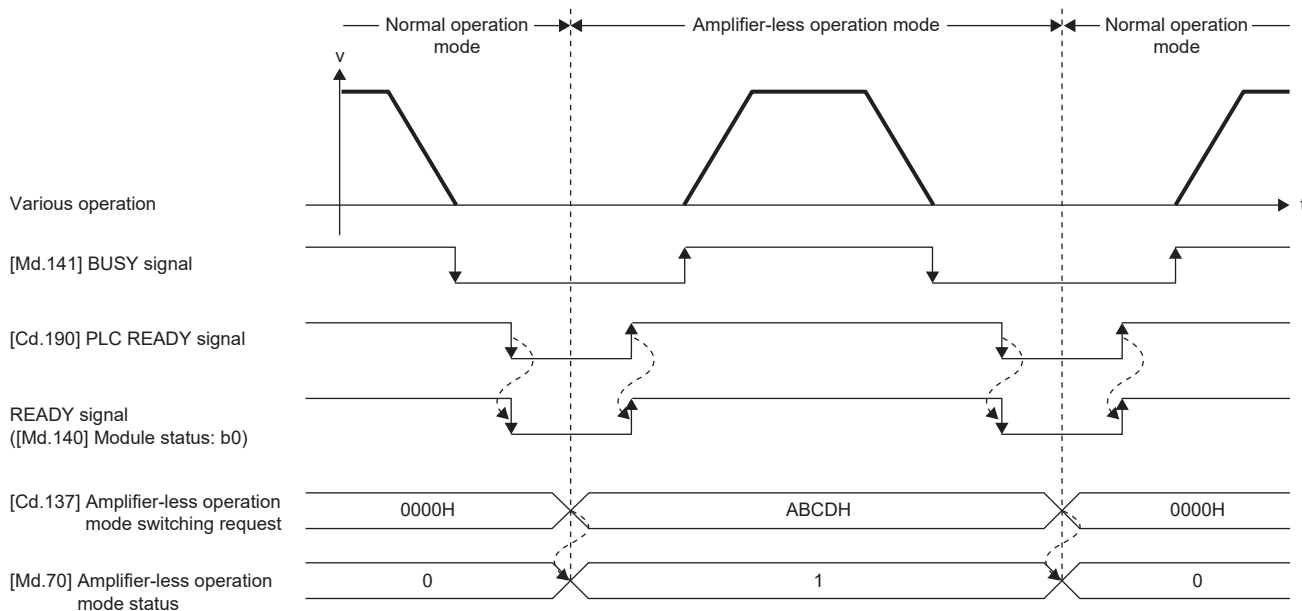 Normal operation mode
Amplifier-less operation mode
Normal operation mode
v
Various operation
t
[Md.141] BUSY signal
[Cd.190] PLC READY signal
READY signal
([Md.140] Module status: b0)
[Cd.137] Amplifier-less operation
mode switching request
0000H
ABCDH
0000H
[Md.70] Amplifier-less operation
mode status
0
1
0